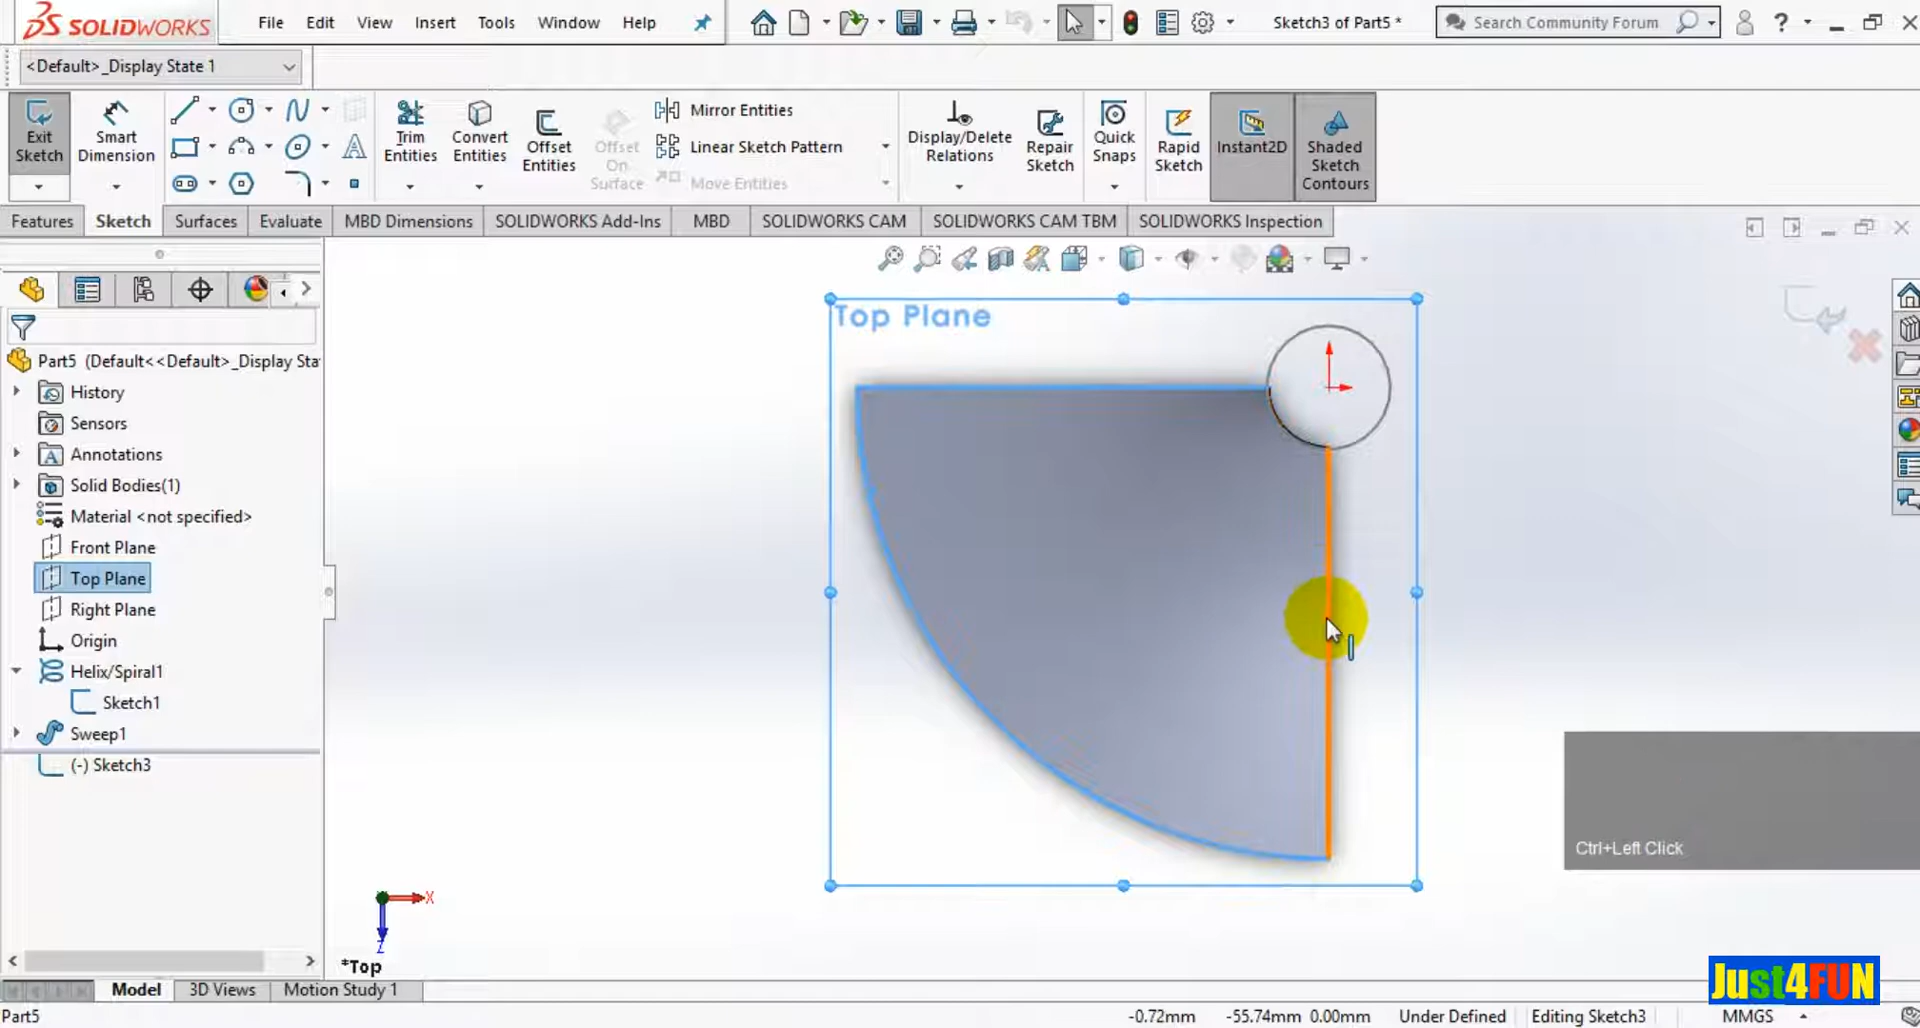 SOLIDWORKS
File Edit View Insert Tools Window Help
Sketch3 of Part5 *
Search Community Forum
?
<Default>_Display State 1
Exit Sketch
Smart Dimension
Trim Entities
Convert Entities
Offset Entities
Offset On Surface
Mirror Entities
Linear Sketch Pattern
Move Entities
Display/Delete Relations
Repair Sketch
Quick Snaps
Rapid Sketch
Instant2D
Shaded Sketch Contours
Features Sketch Surfaces Evaluate MBD Dimensions SOLIDWORKS Add-Ins MBD SOLIDWORKS CAM SOLIDWORKS CAM TBM SOLIDWORKS Inspection
Part5 (Default<<Default>_Display Sta
History
Sensors
Annotations
Solid Bodies(1)
Material <not specified>
Front Plane
Top Plane
Right Plane
Origin
Helix/Spiral1
Sketch1
Sweep1
(-) Sketch3
Top Plane
Ctrl+Left Click
X
Z
*Top
Just4FUN
Model 3D Views Motion Study 1
Part5 -0.72mm -55.74mm 0.00mm Under Defined Editing Sketch3 MMGS